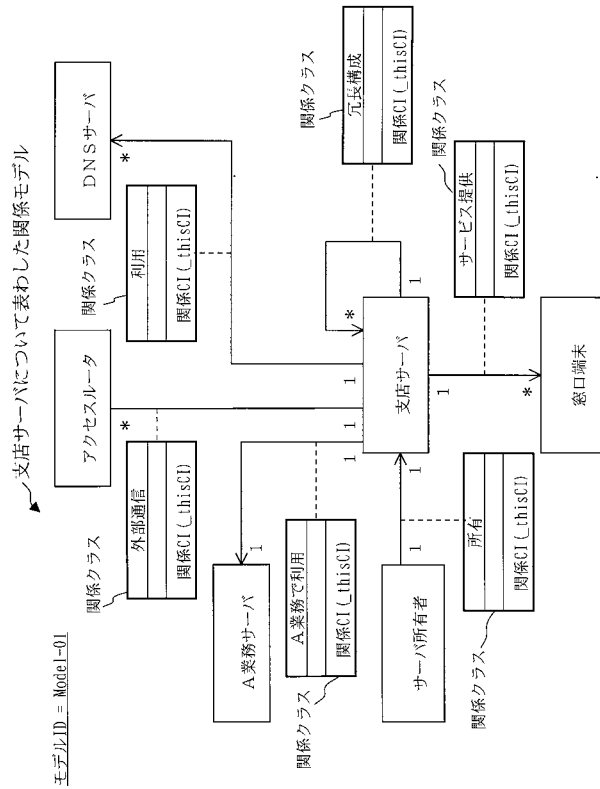 モデルID = Model-01
支店サーバについて表わした関係モデル
アクセスルータ
DNSサーバ
関係クラス
外部通信
関係CI(_thisCI)
関係クラス
利用
関係CI(_thisCI)
*
*
A業務サーバ
1
関係クラス
A業務で利用
関係CI(_thisCI)
1
1
1
サーバ所有者
1
1
支店サーバ
*
1
関係クラス
冗長構成
関係CI(_thisCI)
関係クラス
所有
関係CI(_thisCI)
1
*
関係クラス
サービス提供
関係CI(_thisCI)
窓口端末